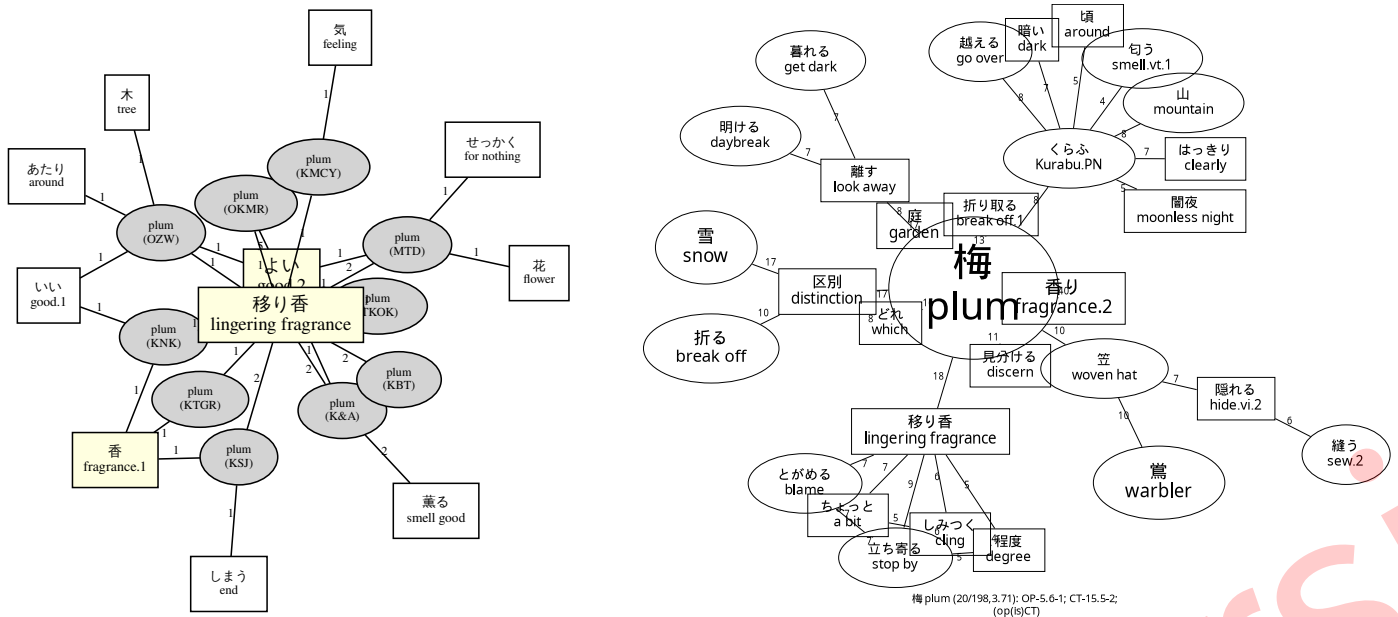 気
feeling
木
tree
せっかく
for nothing
あたり
around
plum
(KMCY)
plum
(OKMR)
plum
(OZW)
plum
(MTD)
いい
good.1
よい
good.2
花
flower
移り香
lingering fragrance
plum
(KNK)
plum
(KBT)
plum
(KTGR)
plum
(K&A)
香
fragrance.1
plum
(KSJ)
薫る
smell good
しまう
end
頃
around
暗い
dark
越える
go over
匂う
smell.vt.1
暮れる
get dark
山
mountain
明ける
daybreak
くらふ
Kurabu.PN
はっきり
clearly
離す
look away
闇夜
moonless night
庭
garden
折り取る
break off.1
雪
snow
梅
plum
区別
distinction
香り
fragrance.2
どれ
which
折る
break off
見分ける
discern
笠
woven hat
隠れる
hide.vi.2
移り香
lingering fragrance
縫う
sew.2
とがめる
blame
鴬
warbler
ちょっと
a bit
しみつく
cling
立ち寄る
stop by
程度
degree
梅 plum (20/198,3.71): OP-5.6-1; CT-15.5-2;
(op(is)CT)